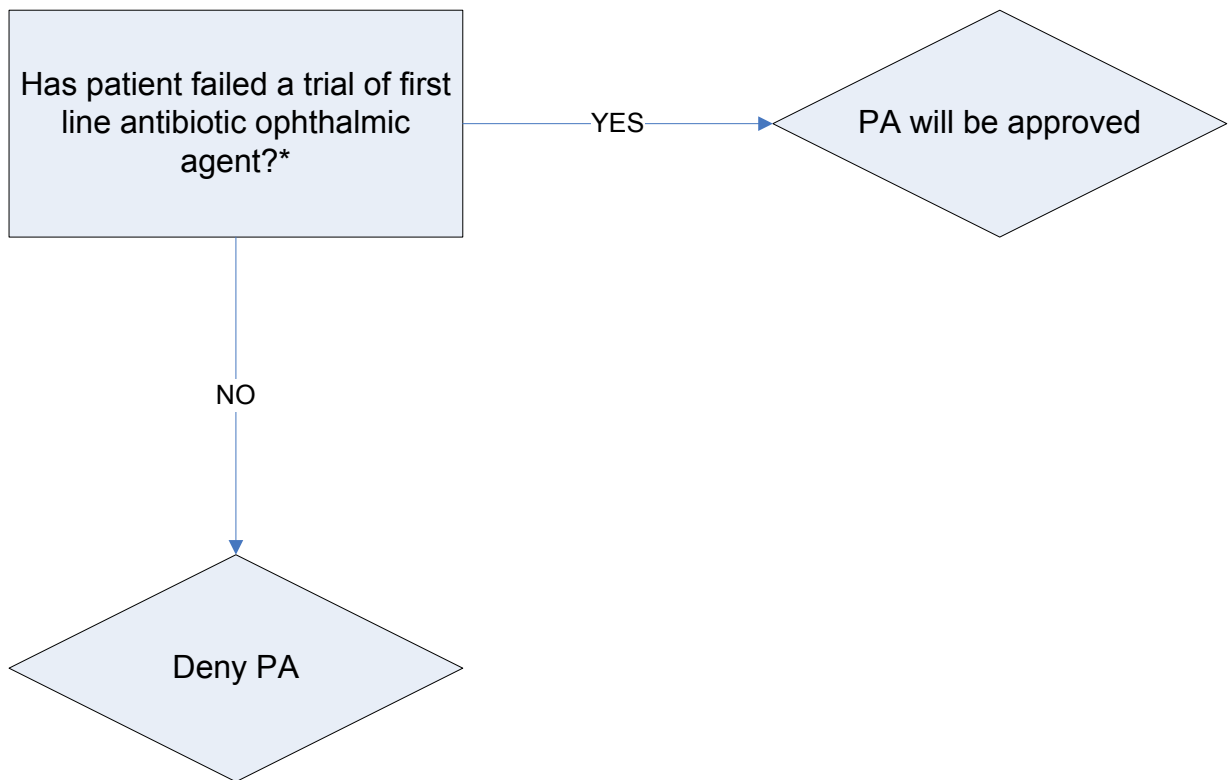 Has patient failed a trial of first
line antibiotic ophthalmic
agent?*
YES
PA will be approved
NO
Deny PA